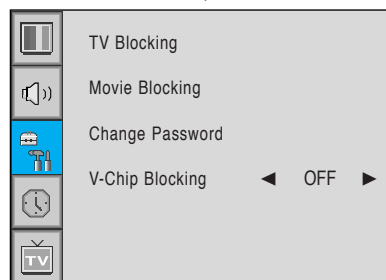 TV Blocking
Movie Blocking
Change Password
V-Chip Blocking ◀ OFF ▶
TV